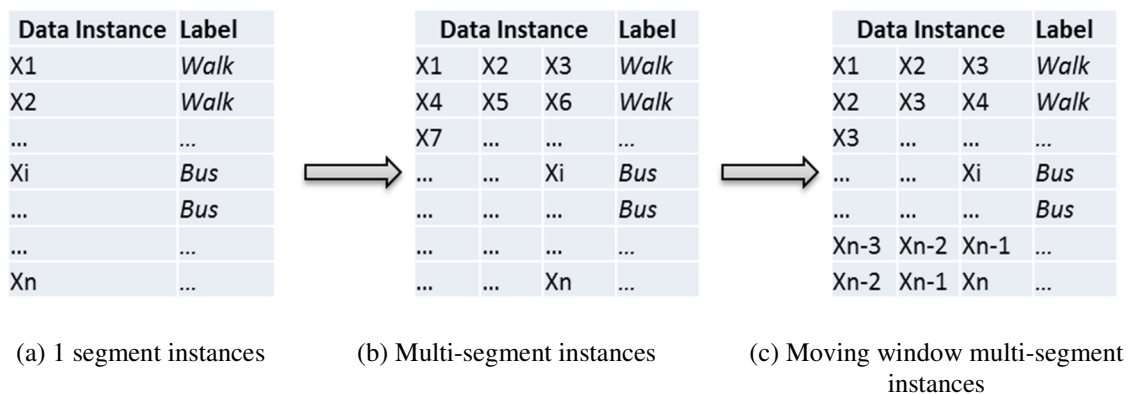 Data Instance Label
X1 Walk
X2 Walk
... ...
Xi Bus
... Bus
... ...
Xn ...
Data Instance Label
X1 X2 X3 Walk
X4 X5 X6 Walk
X7 ... ... ...
... ... Xi Bus
... ... ... Bus
... ... ... ...
... ... Xn ...
Data Instance Label
X1 X2 X3 Walk
X2 X3 X4 Walk
X3 ... ... ...
... ... Xi Bus
... ... ... Bus
Xn-3 Xn-2 Xn-1 ...
Xn-2 Xn-1 Xn ...
(a) 1 segment instances
(b) Multi-segment instances
(c) Moving window multi-segment
instances